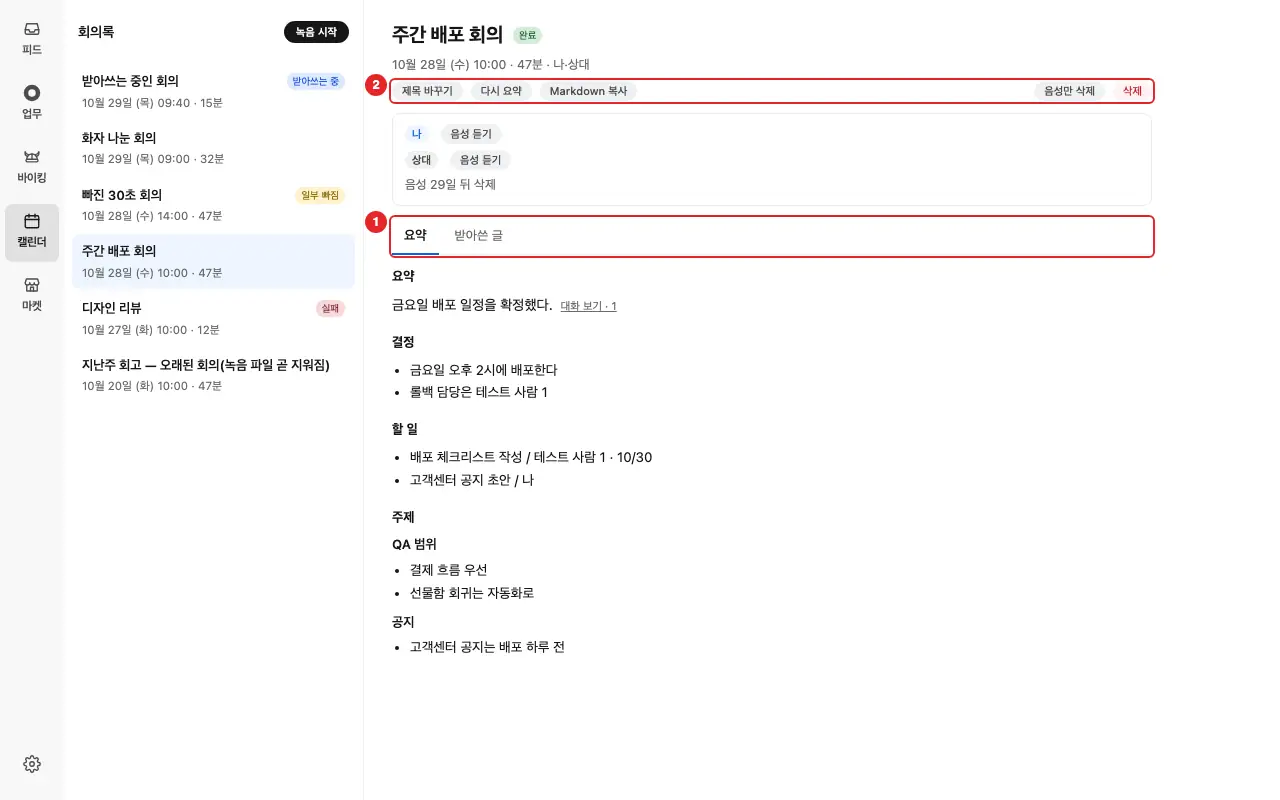 피드
업무
바이킹
캘린더
마켓
회의록
녹음 시작
받아쓰는 중인 회의
받아쓰는 중
10월 29일 (목) 09:40 · 15분
화자 나눈 회의
10월 29일 (목) 09:00 · 32분
빠진 30초 회의
일부 빠짐
10월 28일 (수) 14:00 · 47분
주간 배포 회의
10월 28일 (수) 10:00 · 47분
디자인 리뷰
실패
10월 27일 (화) 10:00 · 12분
지난주 회고 — 오래된 회의(녹음 파일 곧 지워짐)
10월 20일 (화) 10:00 · 47분
주간 배포 회의
완료
10월 28일 (수) 10:00 · 47분 · 나·상대
2
제목 바꾸기
다시 요약
Markdown 복사
음성만 삭제
삭제
나
음성 듣기
상대
음성 듣기
음성 29일 뒤 삭제
1
요약
받아쓴 글
요약
금요일 배포 일정을 확정했다. 대화 보기 · 1
결정
• 금요일 오후 2시에 배포한다
• 롤백 담당은 테스트 사람 1
할 일
• 배포 체크리스트 작성 / 테스트 사람 1 · 10/30
• 고객센터 공지 초안 / 나
주제
QA 범위
• 결제 흐름 우선
• 선물함 회귀는 자동화로
공지
• 고객센터 공지는 배포 하루 전